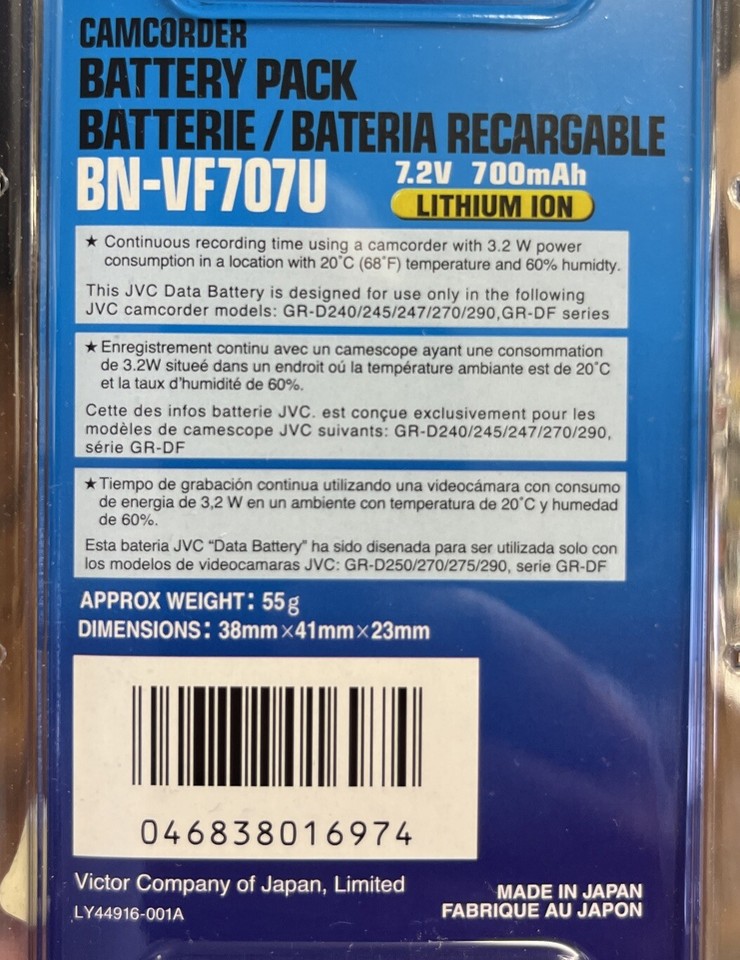 CAMCORDER
BATTERY PACK
BATTERIE / BATERIA RECARGABLE
BN-VF707U
7.2V 700mAh
LITHIUM ION
★ Continuous recording time using a camcorder with 3.2 W power
consumption in a location with 20˚C (68˚F) temperature and 60% humidty.
This JVC Data Battery is designed for use only in the following
JVC camcorder models: GR-D240/245/247/270/290,GR-DF series
★ Enregistrement continu avec un camescope ayant une consommation
de 3.2W situeé dans un endroit oú la température ambiante est de 20˚C
et la taux d'humidité de 60%.
Cette des infos batterie JVC. est conçue exclusivement pour les
modèles de camescope JVC suivants: GR-D240/245/247/270/290,
série GR-DF
★ Tiempo de grabación continua utilizando una videocámara con consumo
de energia de 3,2 W en un ambiente con temperatura de 20˚C y humedad
de 60%.
Esta bateria JVC “Data Battery” ha sido disenada para ser utilizada solo con
los modelos de videocamaras JVC: GR-D250/270/275/290, serie GR-DF
APPROX WEIGHT: 55g
DIMENSIONS: 38mm×41mm×23mm
046838016974
Victor Company of Japan, Limited
LY44916-001A
MADE IN JAPAN
FABRIQUE AU JAPON